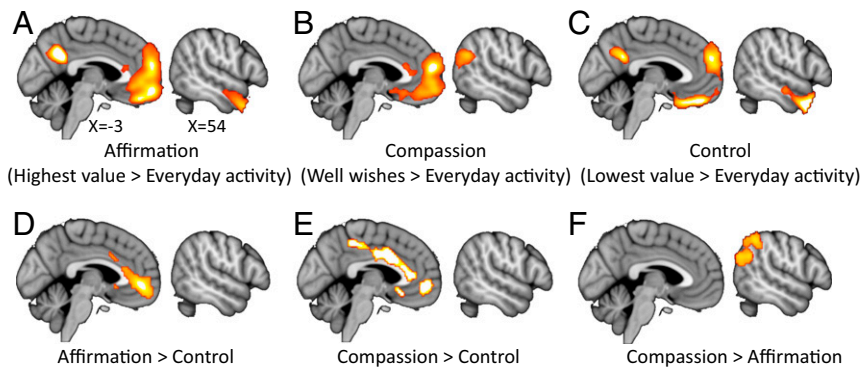 A
B
C
X=-3
X=54
Affirmation
(Highest value > Everyday activity)
Compassion
(Well wishes > Everyday activity)
Control
(Lowest value > Everyday activity)
D
E
F
Affirmation > Control
Compassion > Control
Compassion > Affirmation